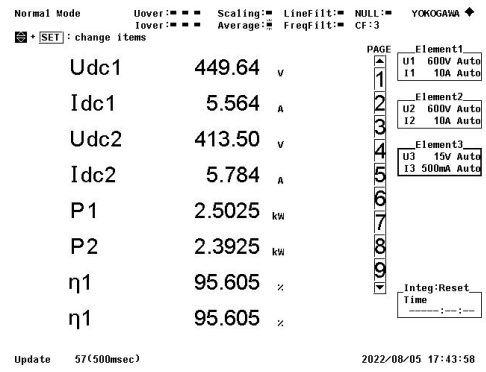 Normal Mode Uover:━ ━ ━ Scaling:━ LineFilt:━ NULL:━ YOKOGAWA ◆
Iover:━ ━ ━ Average:━ FreqFilt:━ CF:3
+ SET : change items
PAGE
Udc1 449.64 V
Idc1 5.564 A
Udc2 413.50 V
Idc2 5.784 A
P1 2.5025 kW
P2 2.3925 kW
η1 95.605 %
η1 95.605 %
1
2
3
4
5
6
7
8
9
Element1
U1 600V Auto
I1 10A Auto
Element2
U2 600V Auto
I2 10A Auto
Element3
U3 15V Auto
I3 500mA Auto
Integ:Reset
Time
-----:--:--
Update 57(500msec) 2022/08/05 17:43:58